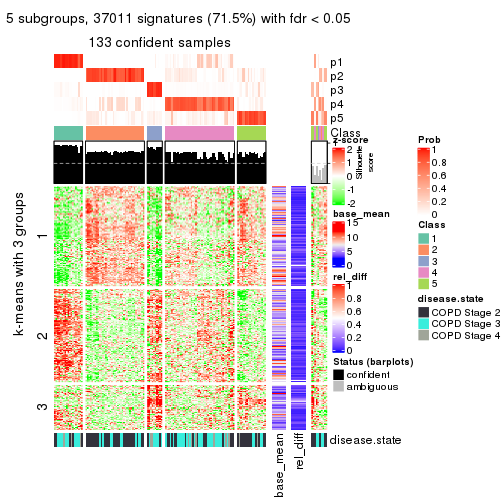 5 subgroups, 37011 signatures (71.5%) with fdr < 0.05
133 confident samples
p1
p2
p3
p4
p5
Class
k-means with 3 groups
1
2
3
disease.state
base_mean
rel_diff
z-score
2
1
0
-1
-2
Silhouette
score
base_mean
15
10
5
0
rel_diff
1
0.8
0.6
0.4
0.2
0
Status (barplots)
confident
ambiguous
Prob
1
0.8
0.6
0.4
0.2
0
Class
1
2
3
4
5
disease.state
COPD Stage 2
COPD Stage 3
COPD Stage 4